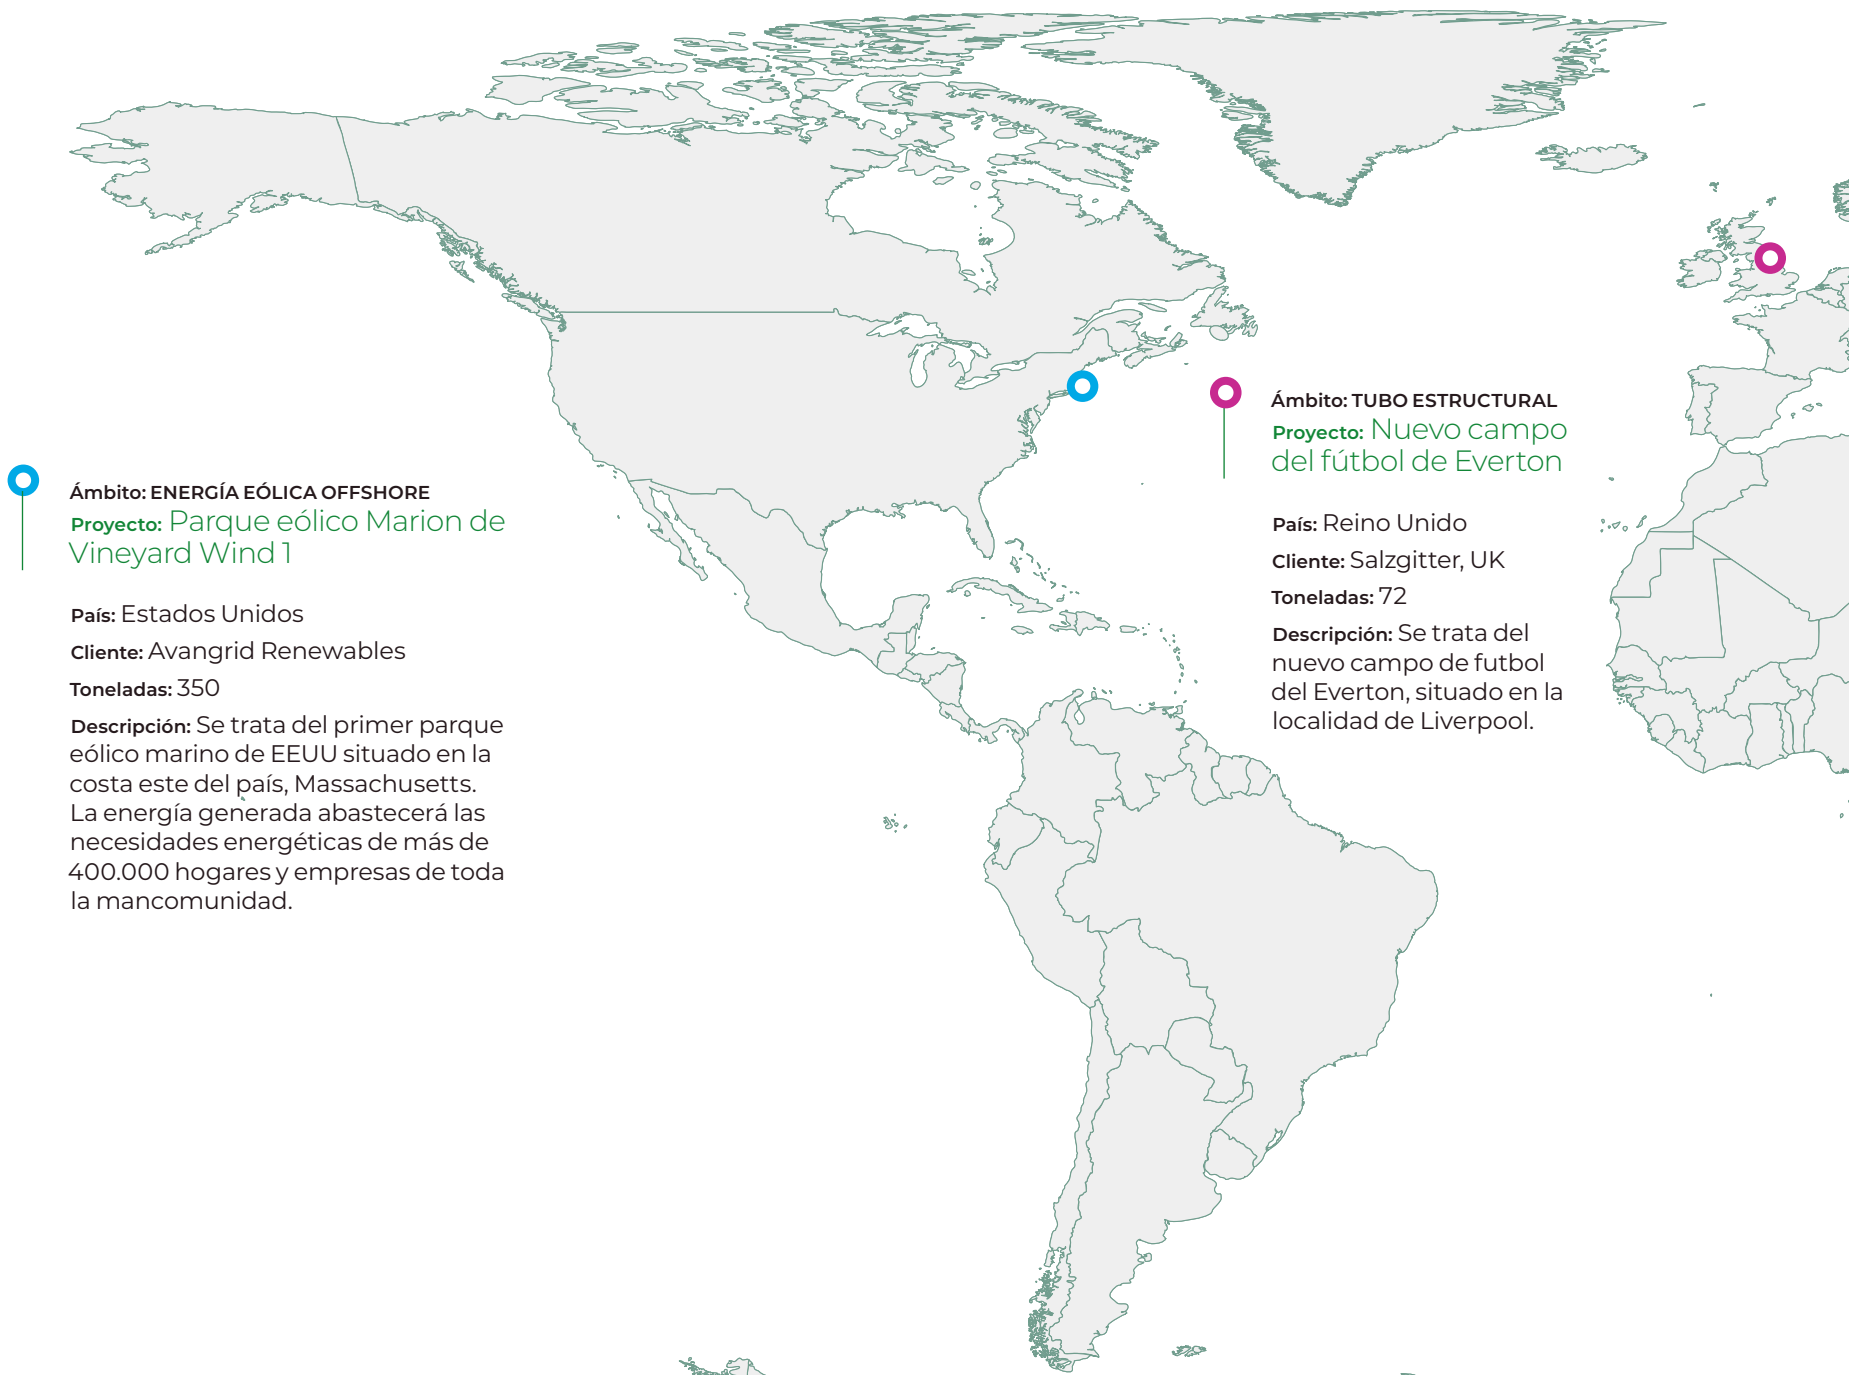 Ámbito: ENERGÍA EÓLICA OFFSHORE
Proyecto: Parque eólico Marion de
Vineyard Wind 1
País: Estados Unidos
Cliente: Avangrid Renewables
Toneladas: 350
Descripción: Se trata del primer parque
eólico marino de EEUU situado en la
costa este del país, Massachusetts.
La energía generada abastecerá las
necesidades energéticas de más de
400.000 hogares y empresas de toda
la mancomunidad.
Ámbito: TUBO ESTRUCTURAL
Proyecto: Nuevo campo
del fútbol de Everton
País: Reino Unido
Cliente: Salzgitter, UK
Toneladas: 72
Descripción: Se trata del
nuevo campo de futbol
del Everton, situado en la
localidad de Liverpool.